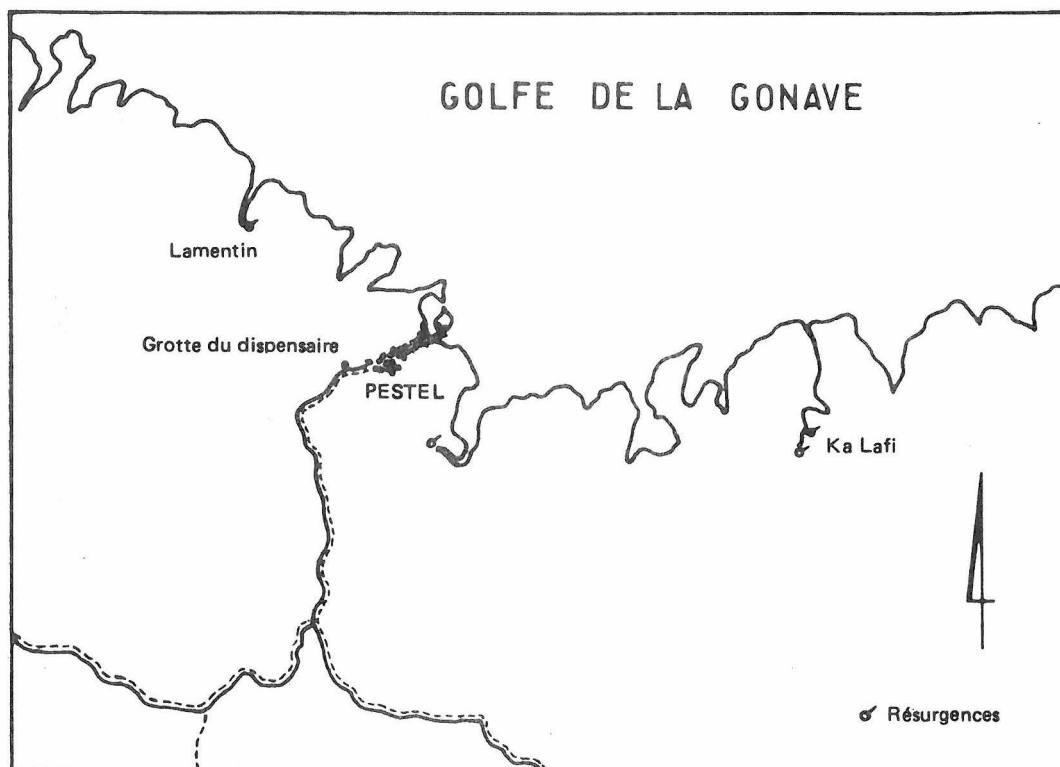 GOLFE DE LA GONAVE
Lamentin
Grotte du dispensaire
PESTEL
Ka Lafi
Résurgences